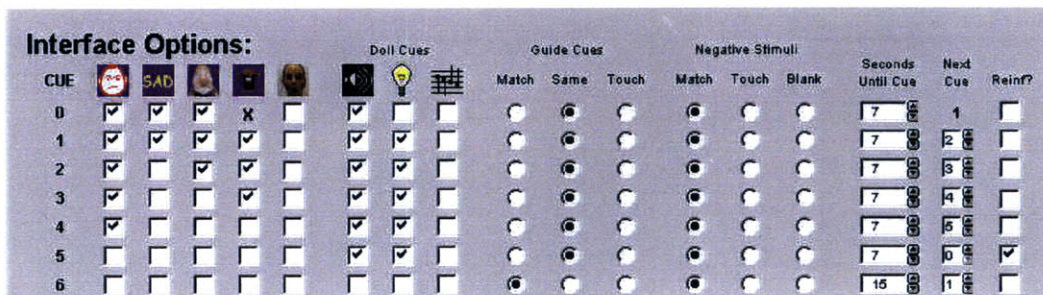 Interface Options:
Doll Cues Guide Cues Negative Stimuli
Seconds Until Cue Next Cue Reinf?
CUE SAD Match Same Touch Match Touch Blank
0 x 7 1
1 7 2
2 7 3
3 7 4
4 7 5
5 7 0
6 15 1